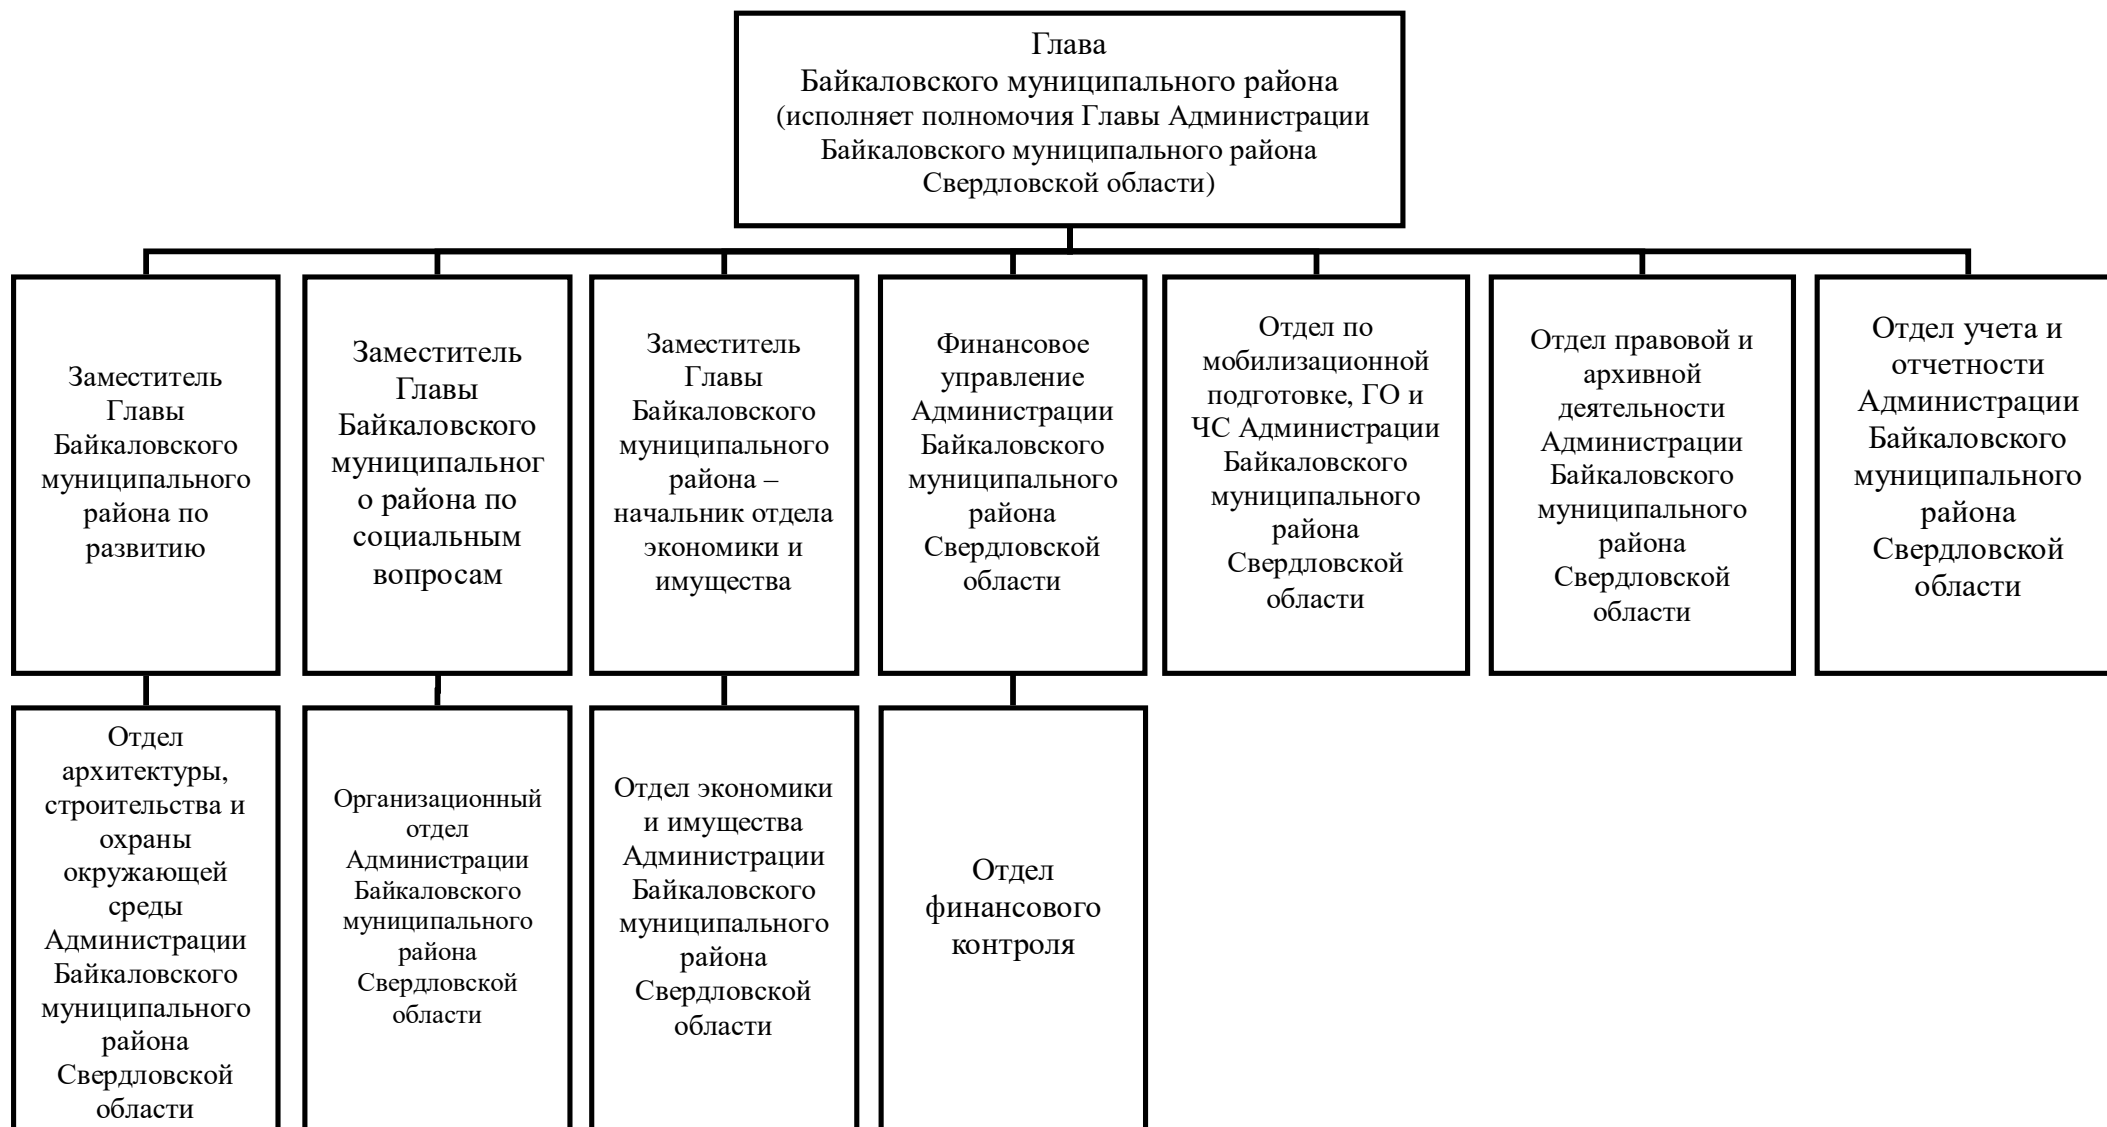 Глава
Байкаловского муниципального района
(исполняет полномочия Главы Администрации
Байкаловского муниципального района
Свердловской области)
Заместитель
Главы
Байкаловского
муниципального
района по
развитию
Заместитель
Главы
Байкаловского
муниципальног
о района по
социальным
вопросам
Заместитель
Главы
Байкаловского
муниципального
района –
начальник отдела
экономики и
имущества
Финансовое
управление
Администрации
Байкаловского
муниципального
района
Свердловской
области
Отдел по
мобилизационной
подготовке, ГО и
ЧС Администрации
Байкаловского
муниципального
района
Свердловской
области
Отдел правовой и
архивной
деятельности
Администрации
Байкаловского
муниципального
района
Свердловской
области
Отдел учета и
отчетности
Администрации
Байкаловского
муниципального
района
Свердловской
области
Отдел
архитектуры,
строительства и
охраны
окружающей
среды
Администрации
Байкаловского
муниципального
района
Свердловской
области
Организационный
отдел
Администрации
Байкаловского
муниципального
района
Свердловской
области
Отдел экономики
и имущества
Администрации
Байкаловского
муниципального
района
Свердловской
области
Отдел
финансового
контроля